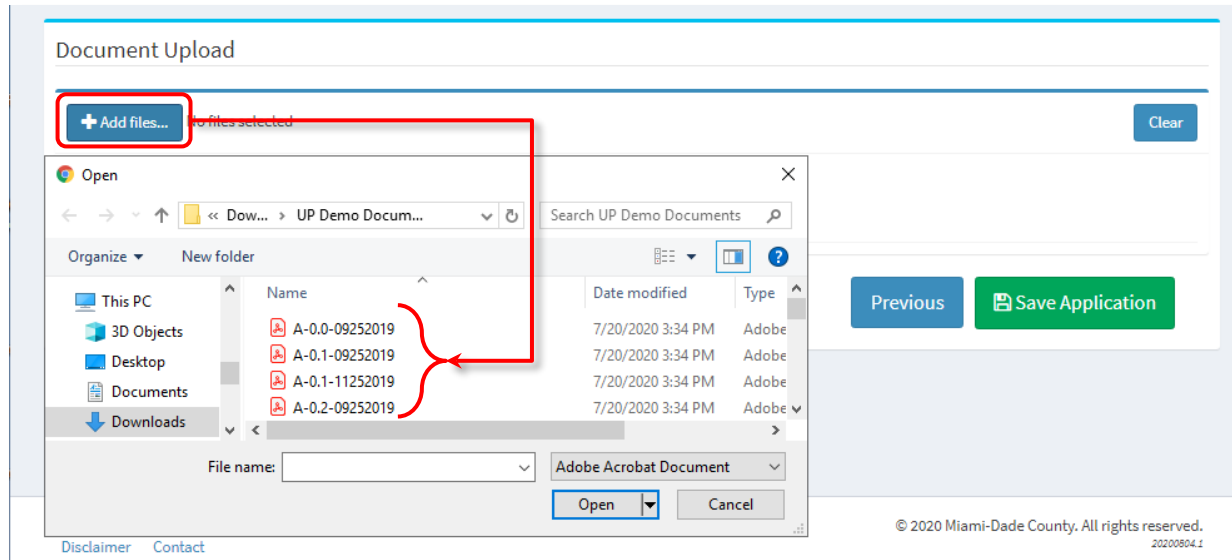 Document Upload
Add files... No files selected Clear
Open
« Dow... › UP Demo Docum... Search UP Demo Documents
Organize New folder
Name Date modified Type
This PC
3D Objects
Desktop
Documents
Downloads
A-0.0-09252019 7/20/2020 3:34 PM Adobe
A-0.1-09252019 7/20/2020 3:34 PM Adobe
A-0.1-11252019 7/20/2020 3:34 PM Adobe
A-0.2-09252019 7/20/2020 3:34 PM Adobe
Previous Save Application
File name: Adobe Acrobat Document
Open Cancel
© 2020 Miami-Dade County. All rights reserved.
20200804.1
Disclaimer Contact